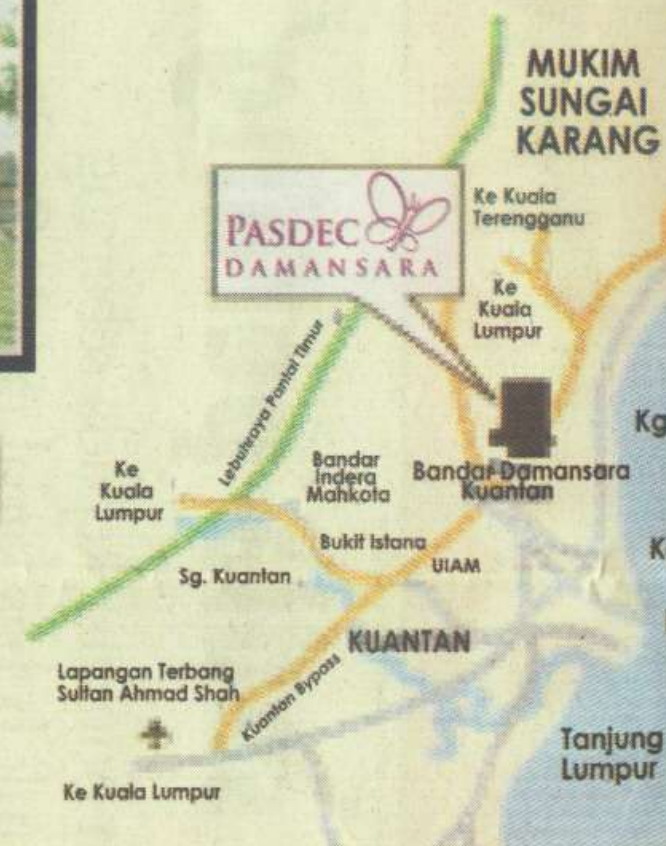 MUKIM
SUNGAI
KARANG
PASDEC
DAMANSARA
Ke Kuala
Terengganu
Ke
Kuala
Lumpur
Lebuhraya Pantai Timur
Kg
Ke
Kuala
Lumpur
Bandar
Indera
Mahkota
Bandar Damansara
Kuantan
Bukit Istana
UIAM
Sg. Kuantan
K
KUANTAN
Lapangan Terbang
Sultan Ahmad Shah
Kuantan Bypass
Tanjung
Lumpur
Ke Kuala Lumpur